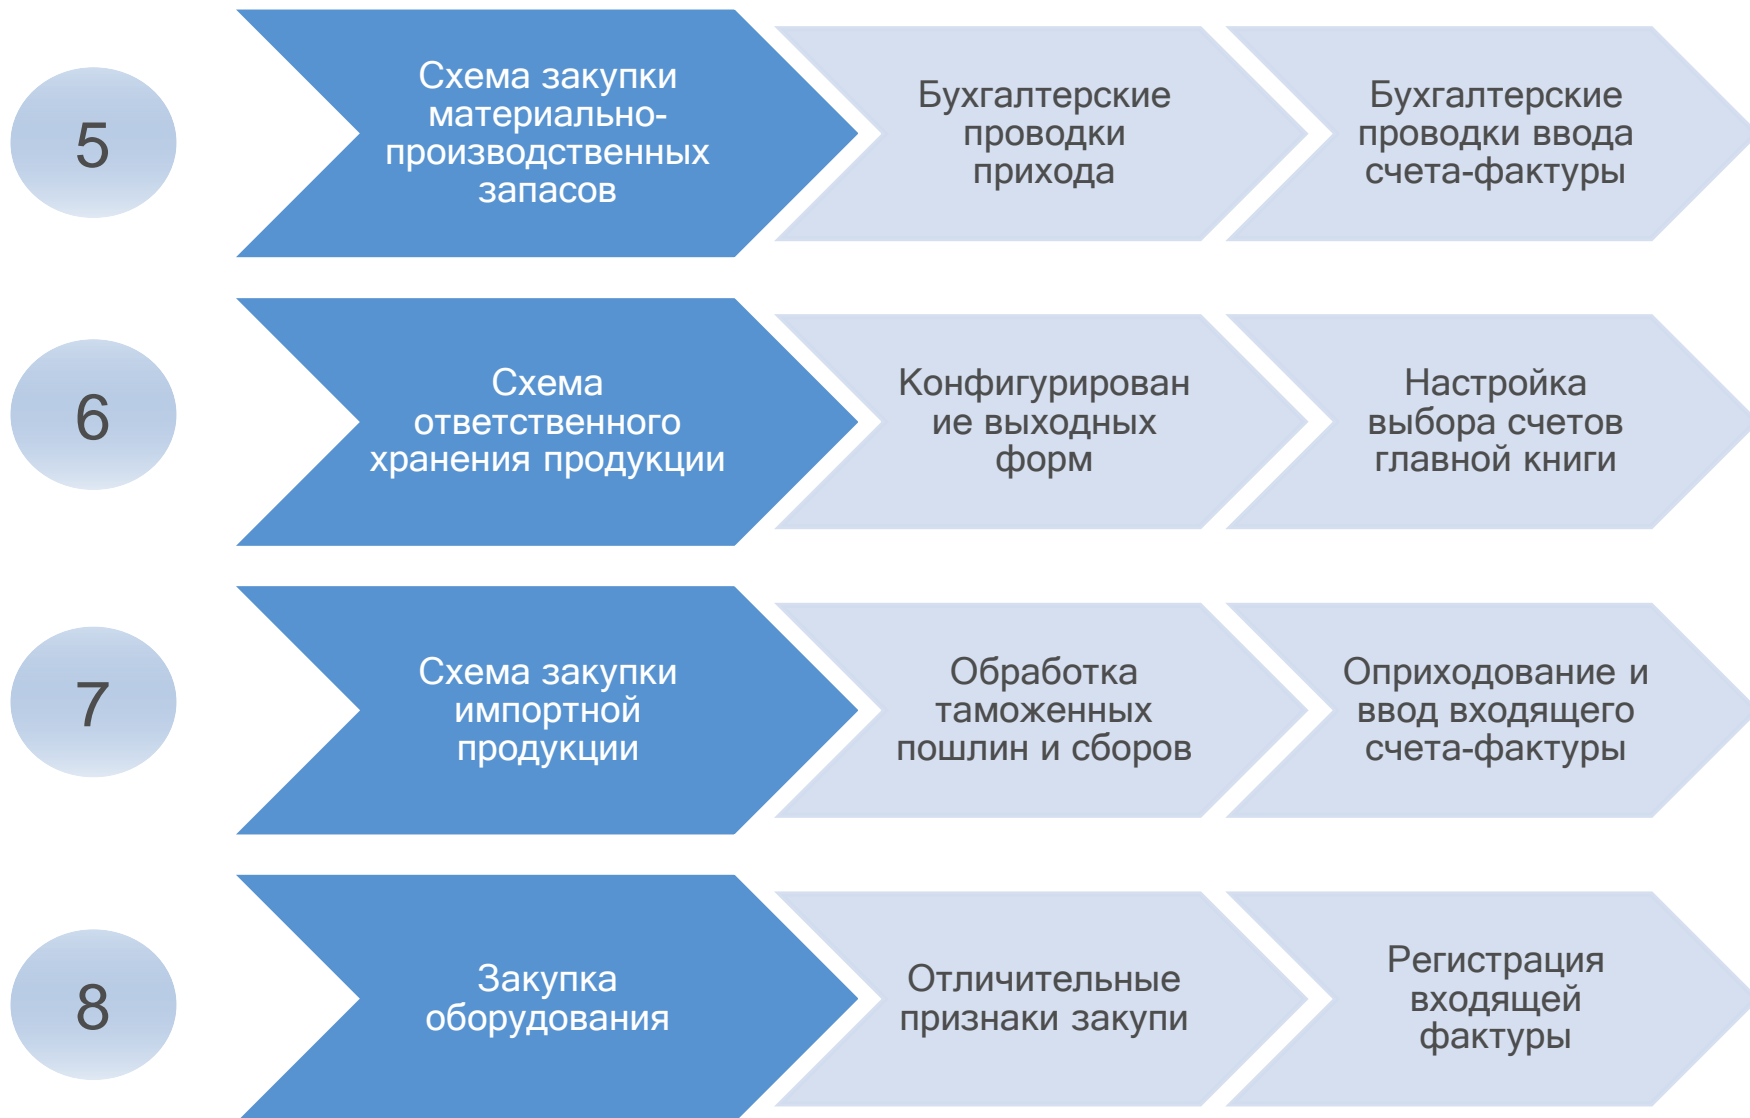 5
Схема закупки
материально-
производственных
запасов
Бухгалтерские
проводки
прихода
Бухгалтерские
проводки ввода
счета-фактуры
6
Схема
ответственного
хранения продукции
Конфигурирован
ие выходных
форм
Настройка
выбора счетов
главной книги
7
Схема закупки
импортной
продукции
Обработка
таможенных
пошлин и сборов
Оприходование и
ввод входящего
счета-фактуры
8
Закупка
оборудования
Отличительные
признаки закупи
Регистрация
входящей
фактуры